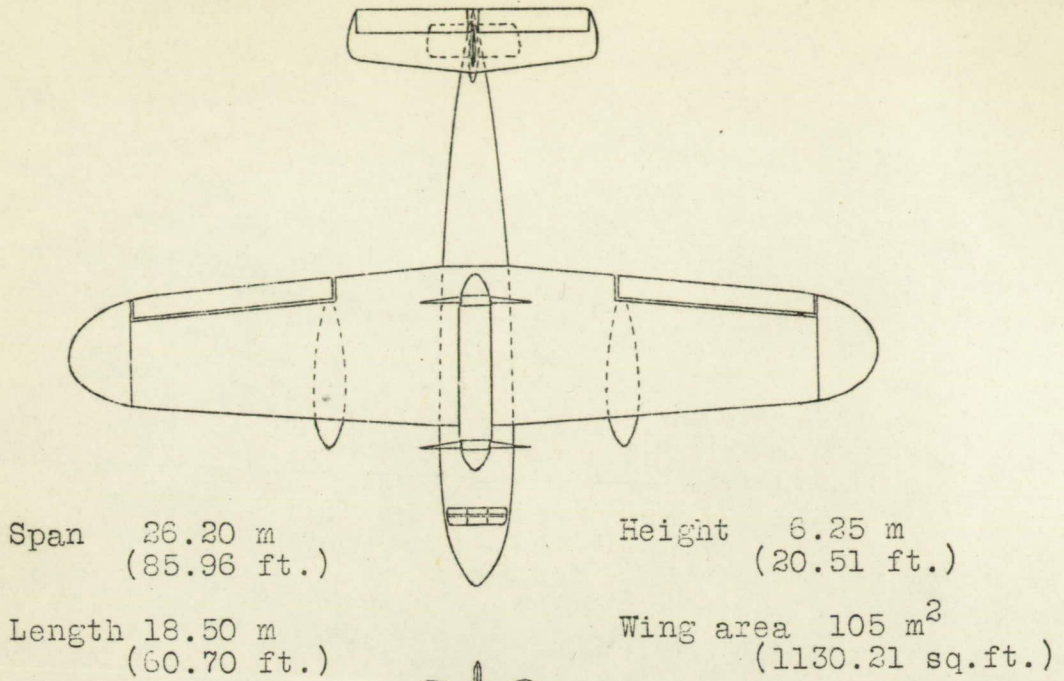 Span 26.20 m
(85.96 ft.)
Height 6.25 m
(20.51 ft.)
Length 18.50 m
(60.70 ft.)
Wing area 105 m²
(1130.21 sq.ft.)